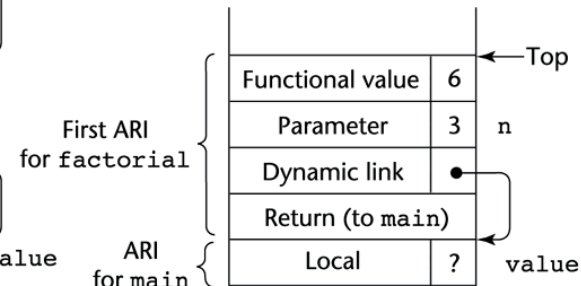 Top
Functional value 6
First ARI
for factorial
Parameter 3 n
Dynamic link
Return (to main)
alue
ARI
for main
Local ? value